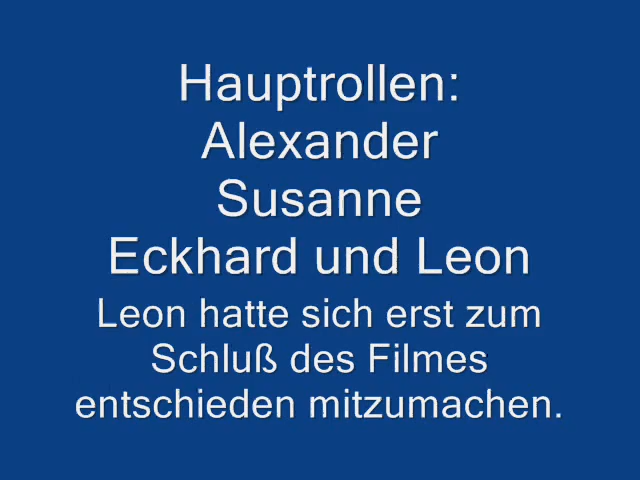 Hauptrollen:
Alexander
Susanne
Eckhard und Leon
Leon hatte sich erst zum
Schluß des Filmes
entschieden mitzumachen.